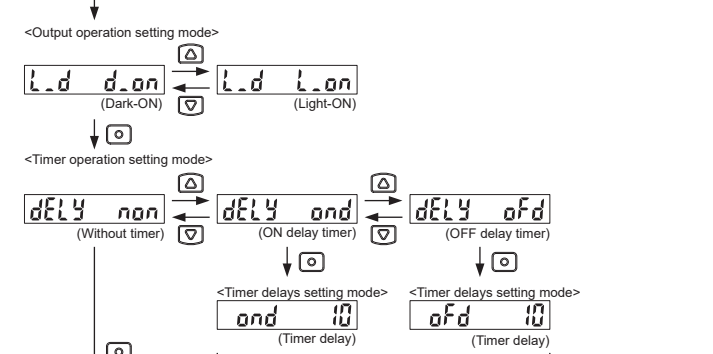 <Output operation setting mode>
L_d d_on L_d L_on
(Dark-ON) (Light-ON)
<Timer operation setting mode>
dELY non dELY ond dELY oFd
(Without timer) (ON delay timer) (OFF delay timer)
<Timer delays setting mode> <Timer delays setting mode>
ond 10 oFd 10
(Timer delay) (Timer delay)